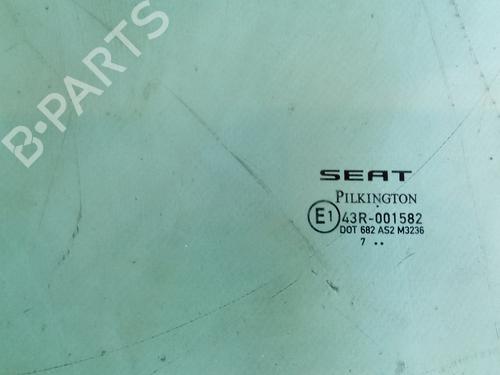 B-PARTS
SEAT
PILKINGTON
E1 43R-001582
DOT 682 AS2 M3236
7 ..